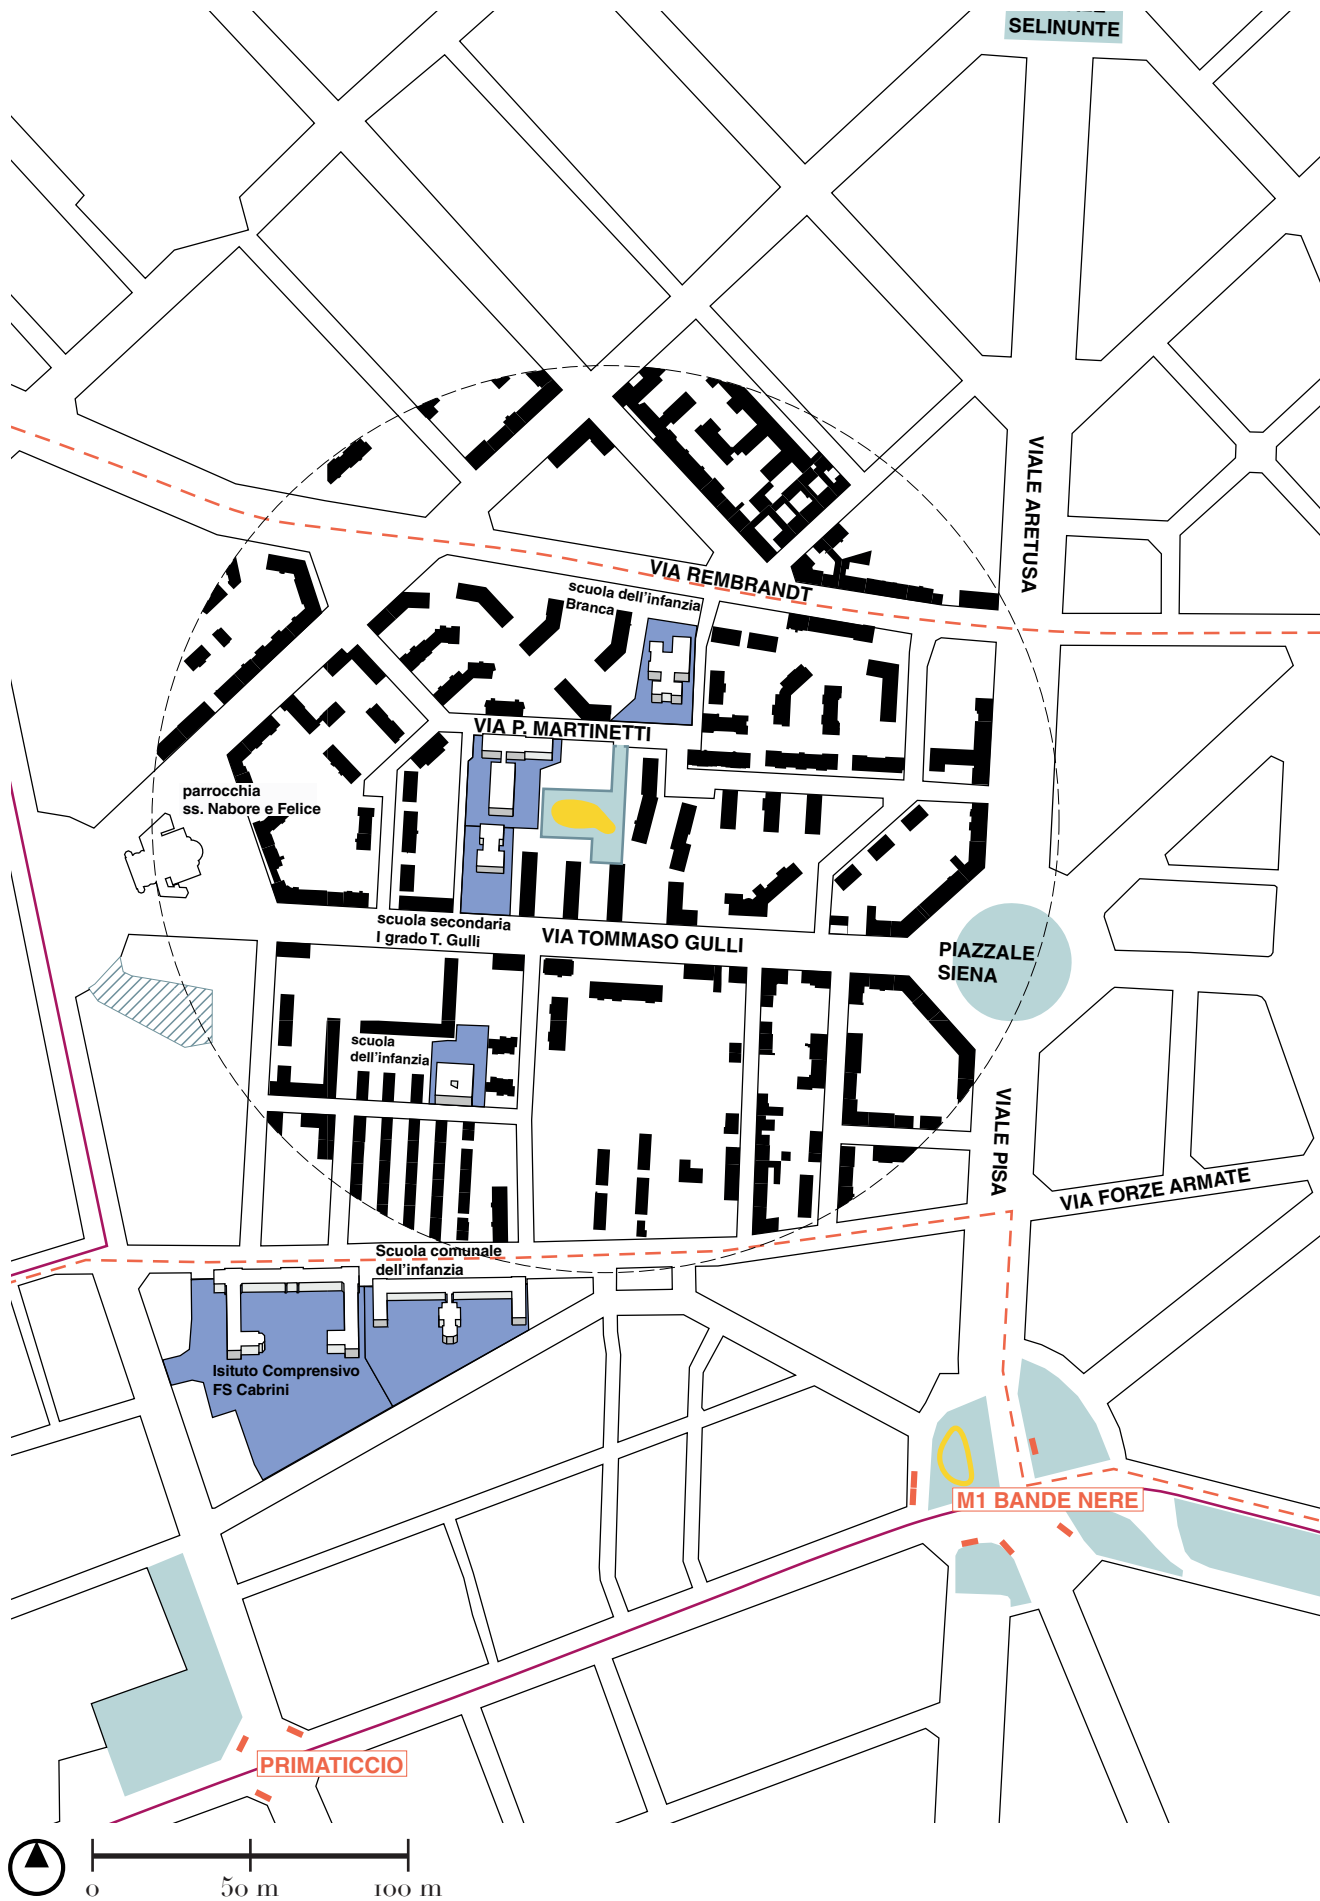 SELINUNTE
VIALE ARETUSA
VIA REMBRANDT
scuola dell'infanzia
Branca
VIA P. MARTINETTI
parrocchia
ss. Nabore e Felice
scuola secondaria
I grado T. Gulli
VIA TOMMASO GULLI
PIAZZALE
SIENA
scuola
dell'infanzia
VIALE PISA
VIA FORZE ARMATE
Scuola comunale
dell'infanzia
Isituto Comprensivo
FS Cabrini
M1 BANDE NERE
PRIMATICCIO
0 50 m 100 m